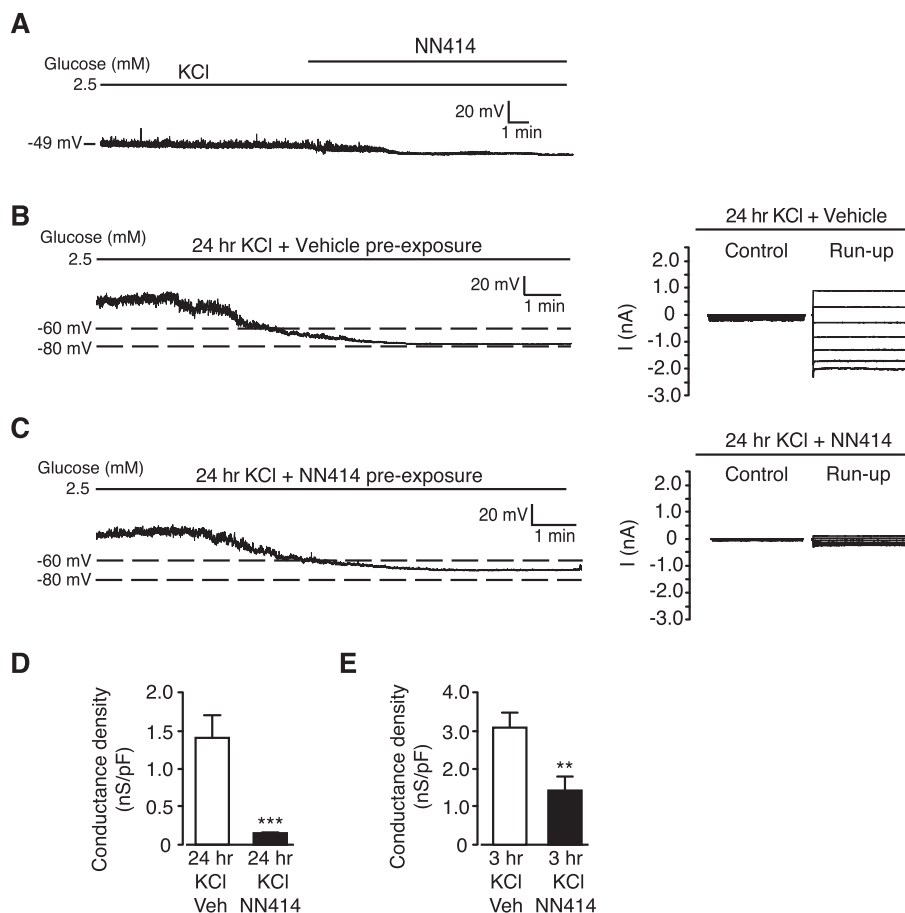 A
NN414
Glucose (mM)
KCl
2.5
20 mV
1 min
-49 mV
B
Glucose (mM)
24 hr KCl + Vehicle pre-exposure
2.5
20 mV
1 min
-60 mV
-80 mV
24 hr KCl + Vehicle
Control
Run-up
2.0
1.0
0
-1.0
-2.0
-3.0
I (nA)
C
Glucose (mM)
24 hr KCl + NN414 pre-exposure
2.5
20 mV
1 min
-60 mV
-80 mV
24 hr KCl + NN414
Control
Run-up
2.0
1.0
0
-1.0
-2.0
-3.0
I (nA)
D
Conductance density
(nS/pF)
2.0
1.5
1.0
0.5
0
***
24 hr
KCl
Veh
24 hr
KCl
NN414
E
Conductance density
(nS/pF)
4.0
3.0
2.0
1.0
0
**
3 hr
KCl
Veh
3 hr
KCl
NN414